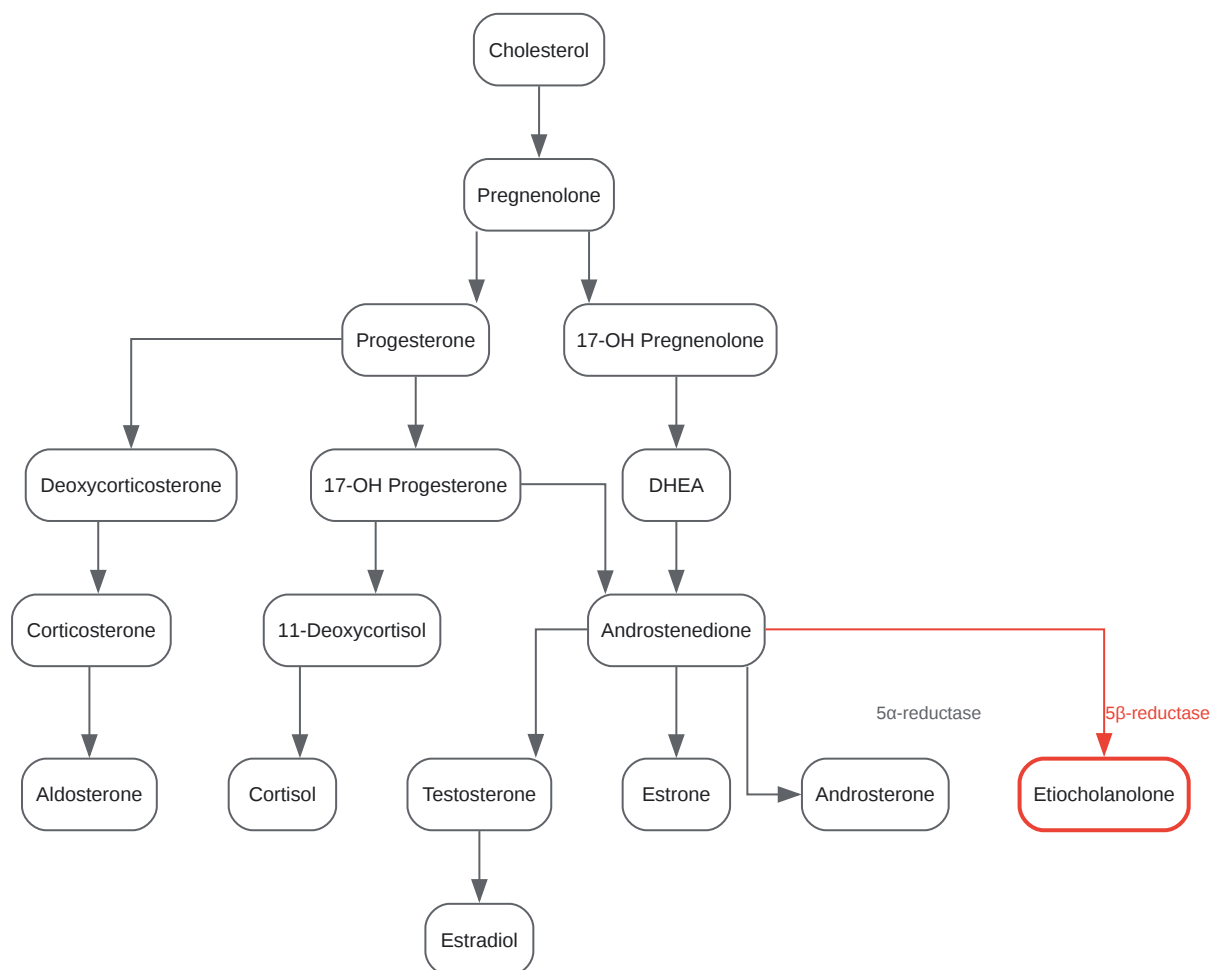 Cholesterol
Pregnenolone
Progesterone
17-OH Pregnenolone
Deoxycorticosterone
17-OH Progesterone
DHEA
Corticosterone
11-Deoxycortisol
Androstenedione
5α-reductase
5β-reductase
Aldosterone
Cortisol
Testosterone
Estrone
Androsterone
Etiocholanolone
Estradiol